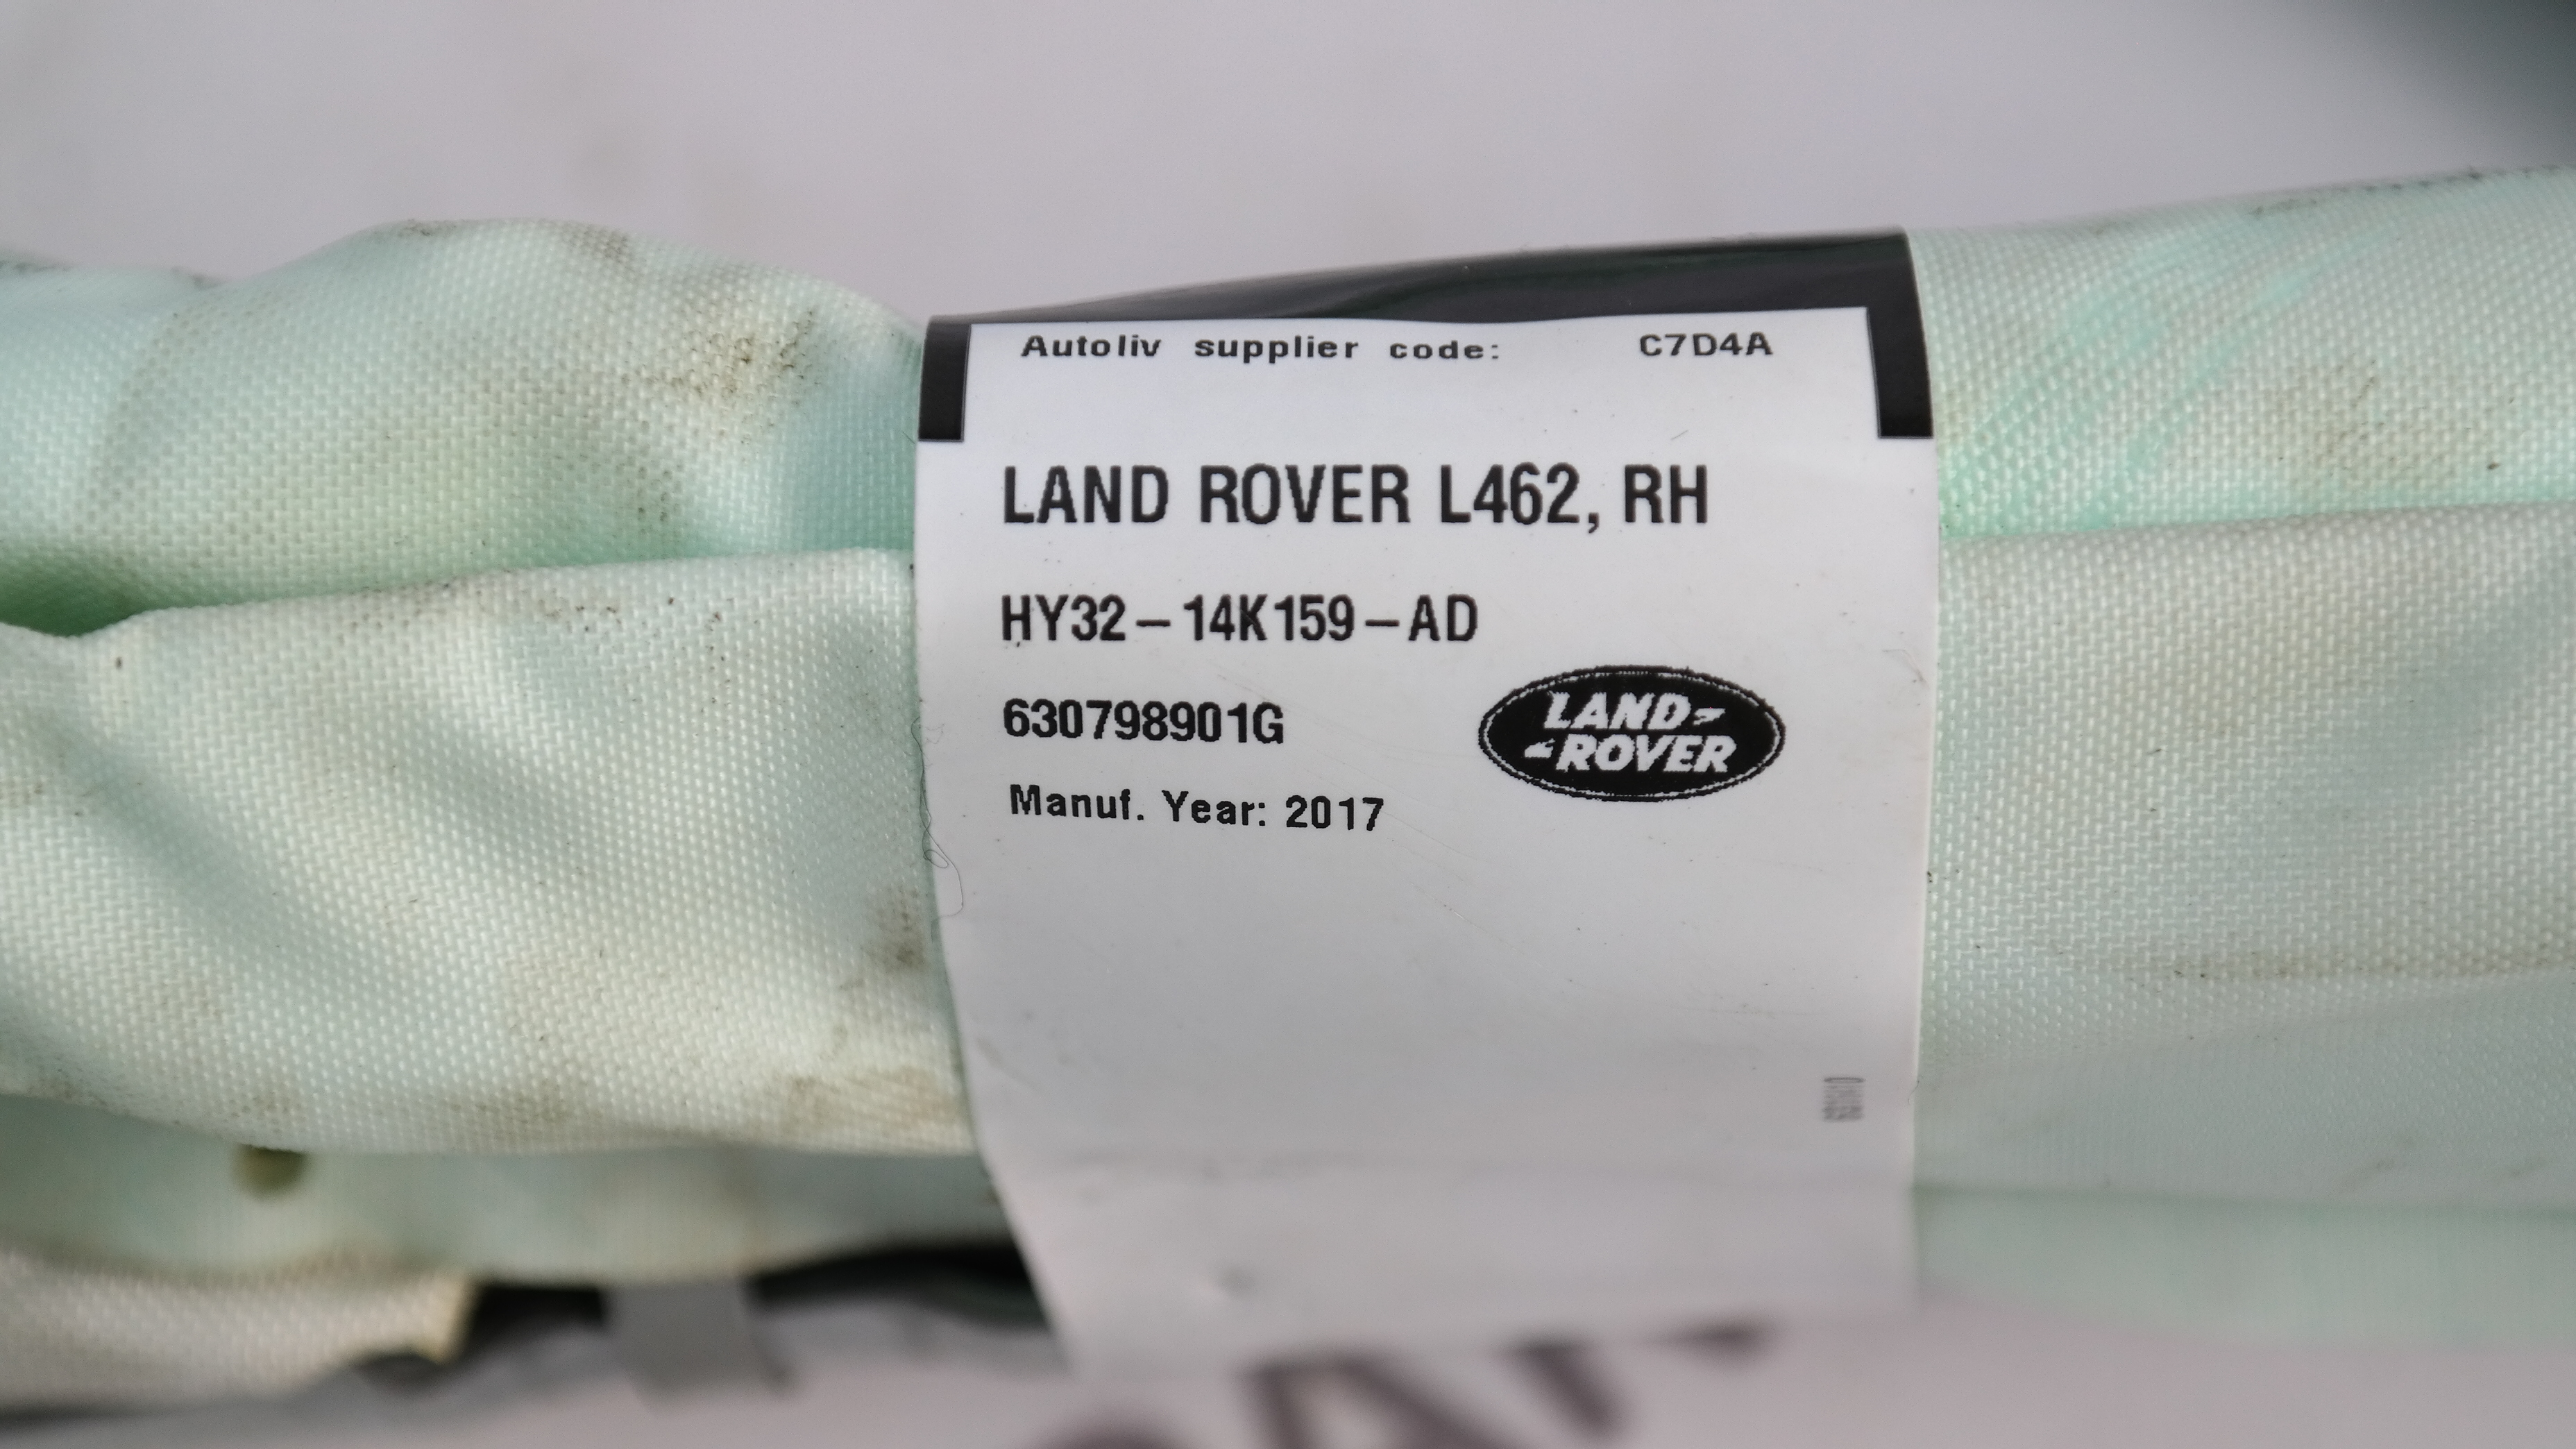 Autoliv supplier code: C7D4A
LAND ROVER L462, RH
HY32-14K159-AD
630798901G
LAND-
-ROVER
Manuf. Year: 2017